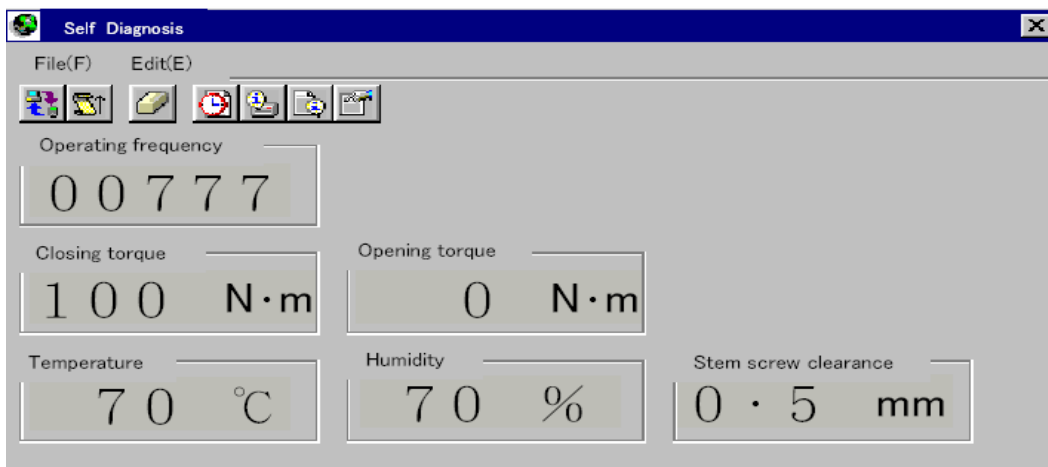 Self Diagnosis
File(F) Edit(E)
Operating frequency
00777
Closing torque Opening torque
100 N·m 0 N·m
Temperature Humidity Stem screw clearance
70 ℃ 70 % 0·5 mm